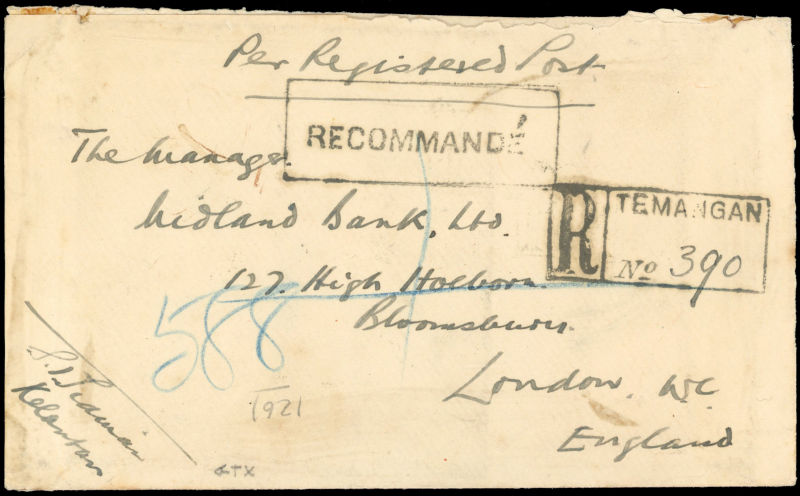 Per Registered Post
RECOMMANDÉ
The Manager
Midland Bank, Ltd.
TEMANGAN
R No 390
127. High Holborn.
Bloomsbury.
588
London. W.C
England
1921
Kelantan